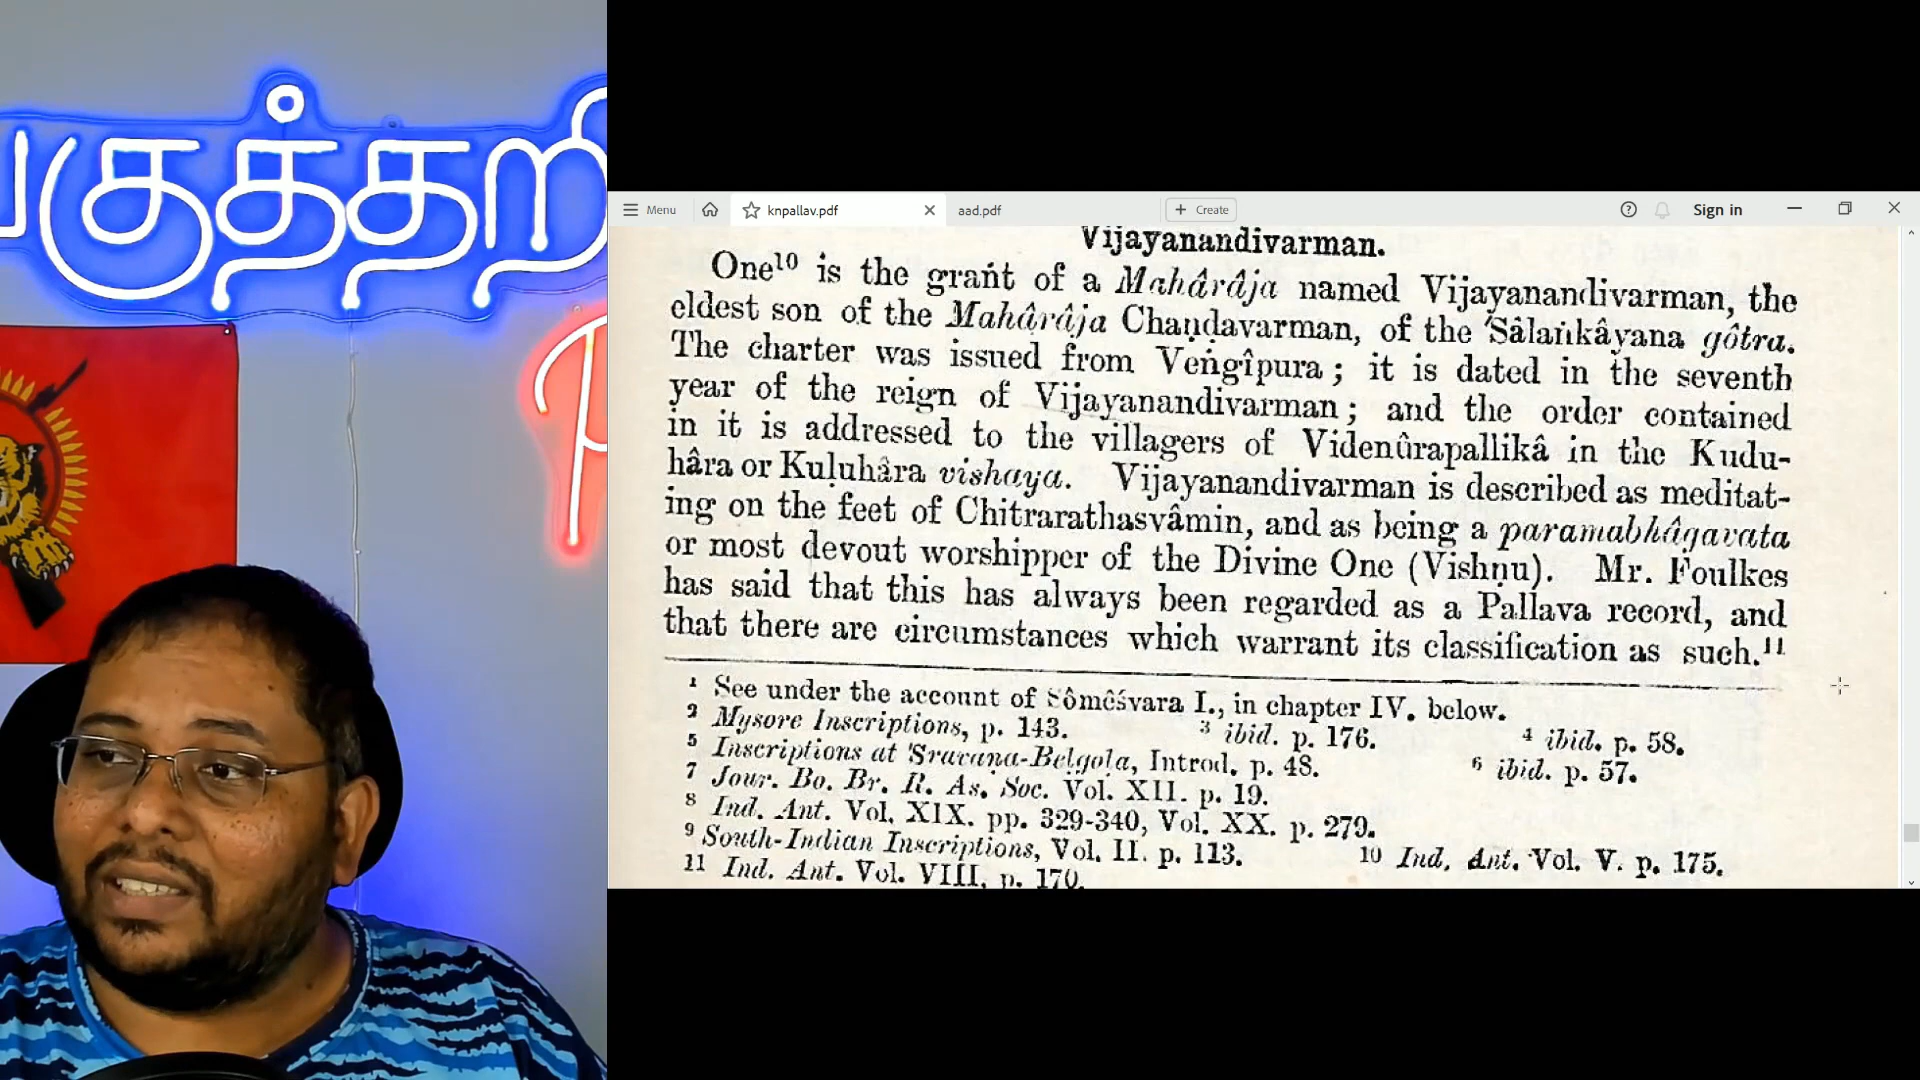 குத்தறி
Menu
knpallav.pdf
aad.pdf
Create
Sign in
Vijayanandivarman.
One¹⁰ is the grant of a Mahârâja named Vijayanandivarman, the
eldest son of the Mahârâja Chaṇḍavarman, of the Śâlaṅkâyana gôtra.
The charter was issued from Veṅgîpura; it is dated in the seventh
year of the reign of Vijayanandivarman; and the order contained
in it is addressed to the villagers of Videnûrapallikâ in the Kudu-
hâra or Kuḷuhâra vishaya. Vijayanandivarman is described as meditat-
ing on the feet of Chitrarathasvâmin, and as being a paramabhâgavata
or most devout worshipper of the Divine One (Vishṇu). Mr. Foulkes
has said that this has always been regarded as a Pallava record, and
that there are circumstances which warrant its classification as such.¹¹
¹ See under the account of Sômêśvara I., in chapter IV. below.
² Mysore Inscriptions, p. 143. ³ ibid. p. 176. ⁴ ibid. p. 58.
⁵ Inscriptions at Śravaṇa-Beḷgoḷa, Introd. p. 48. ⁶ ibid. p. 57.
⁷ Jour. Bo. Br. R. As. Soc. Vol. XII. p. 19.
⁸ Ind. Ant. Vol. XIX. pp. 329-340, Vol. XX. p. 279.
⁹ South-Indian Inscriptions, Vol. II. p. 113. ¹⁰ Ind. Ant. Vol. V. p. 175.
¹¹ Ind. Ant. Vol. VIII. p. 170.